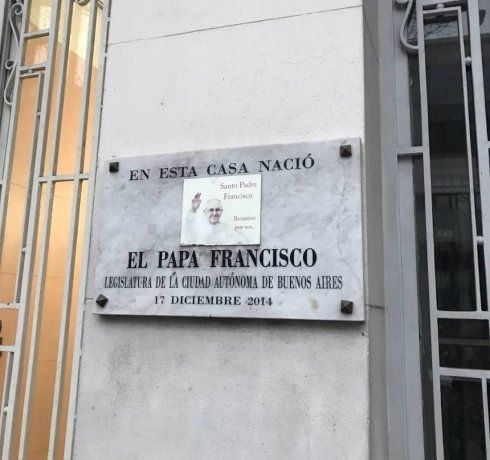 EN ESTA CASA NACIÓ
Santo Padre
Francisco
Rezamos
por vos.
EL PAPA FRANCISCO
LEGISLATURA DE LA CIUDAD AUTÓNOMA DE BUENOS AIRES
17 DICIEMBRE 2014